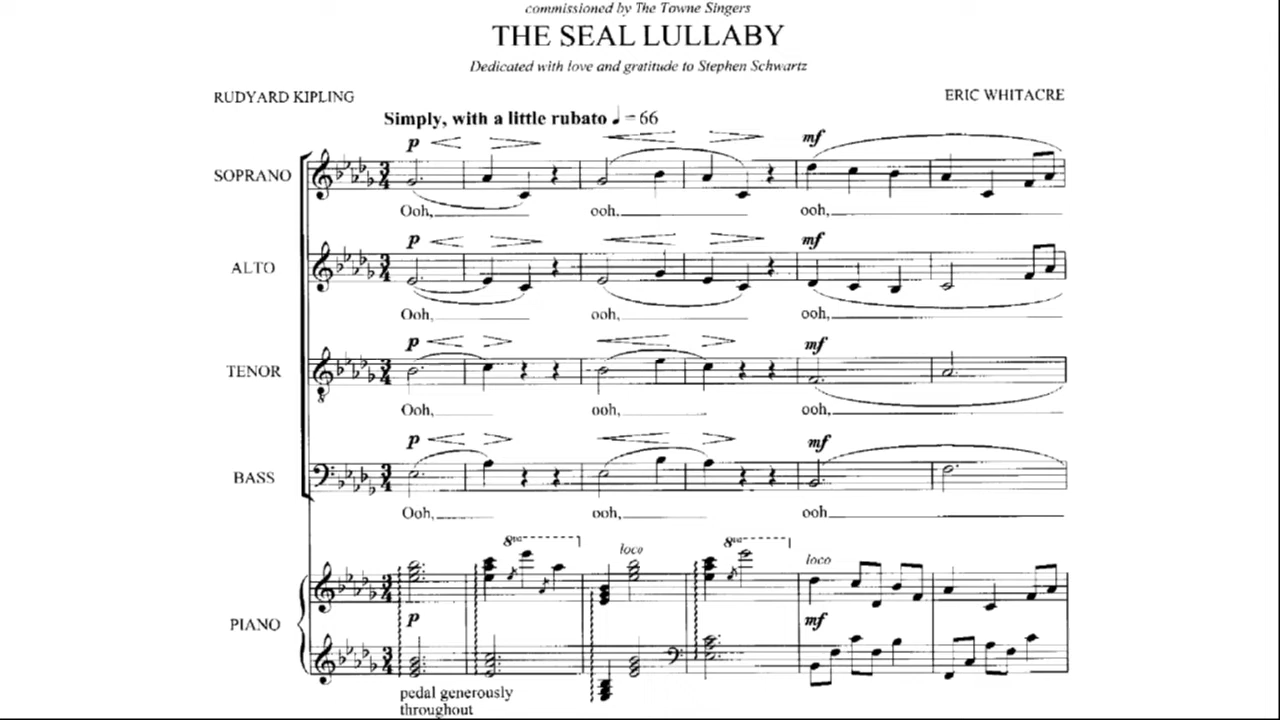 commissioned by The Towne Singers
THE SEAL LULLABY
Dedicated with love and gratitude to Stephen Schwartz
RUDYARD KIPLING
ERIC WHITACRE
Simply, with a little rubato ♩ = 66
p mf
SOPRANO
Ooh, ooh. ooh,
p mf
ALTO
Ooh, ooh. ooh,
p mf
TENOR
Ooh, ooh, ooh,
p mf
BASS
Ooh, ooh, ooh
8va loco 8va loco
PIANO
p mf
pedal generously
throughout